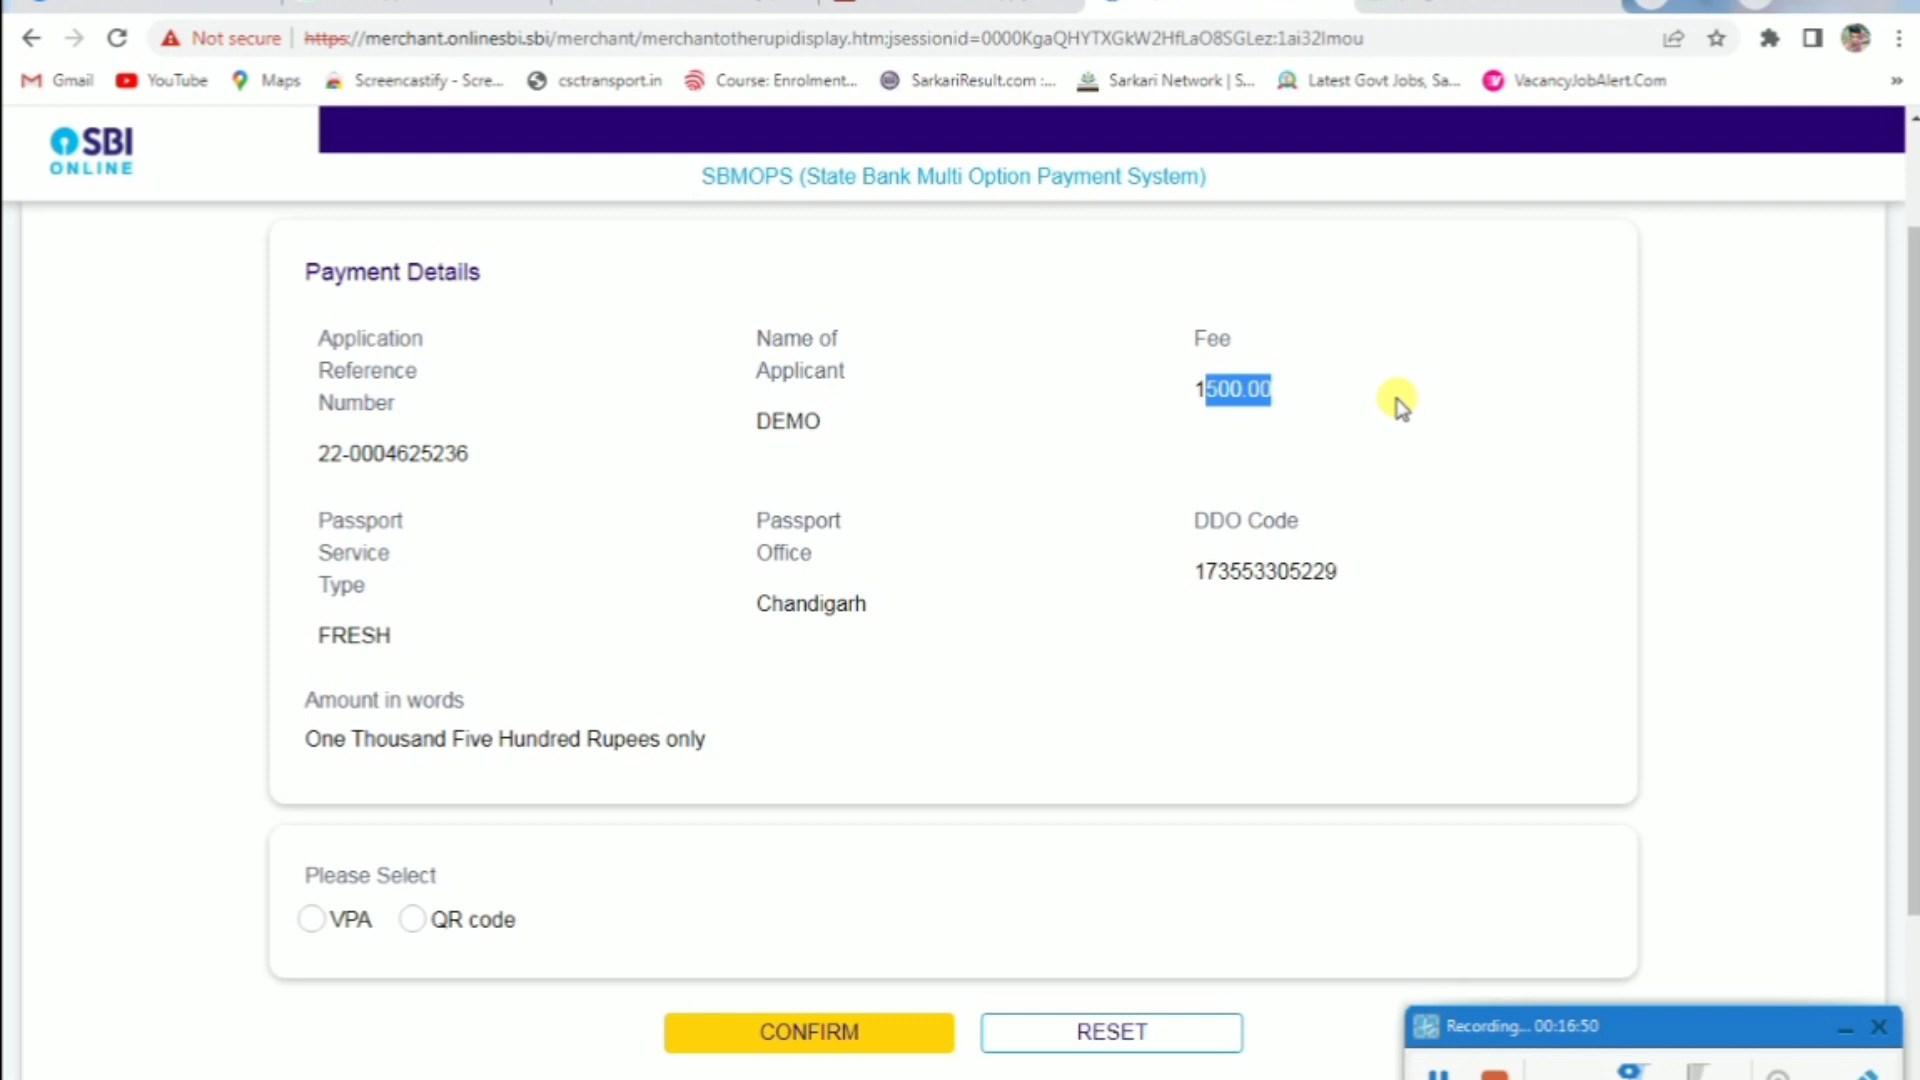 Not secure https://merchant.onlinesbi.sbi/merchant/merchantotherupidisplay.htm;jsessionid=0000KgaQHYTXGkW2HfLaO8SGLez:1ai32lmou
Gmail YouTube Maps Screencastify - Scre... csctransport.in Course: Enrolment... SarkariResult.com :... Sarkari Network | S... Latest Govt Jobs, Sa... VacancyJobAlert.Com »
SBI
ONLINE
SBMOPS (State Bank Multi Option Payment System)
Payment Details
Application
Reference
Number
22-0004625236
Name of
Applicant
DEMO
Fee
1500.00
Passport
Service
Type
FRESH
Passport
Office
Chandigarh
DDO Code
173553305229
Amount in words
One Thousand Five Hundred Rupees only
Please Select
VPA QR code
CONFIRM RESET
Recording... 00:16:50